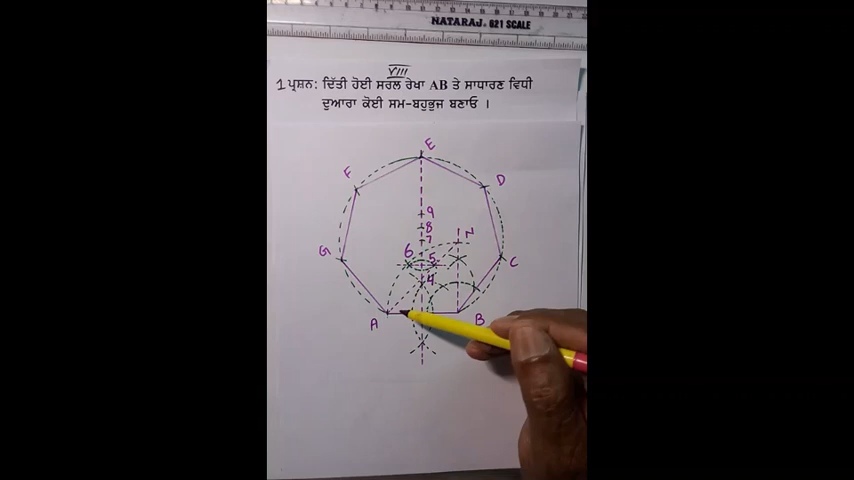 NATARAJ 621 SCALE
VIII
1 ਪ੍ਰਸ਼ਨ: ਦਿੱਤੀ ਹੋਈ ਸਰਲ ਰੇਖਾ AB ਤੇ ਸਾਧਾਰਣ ਵਿਧੀ
ਦੁਆਰਾ ਕੋਈ ਸਮ-ਬਹੁਭੁਜ ਬਣਾਓ ।
E
F
D
9
8
7
N
6
5
G
C
4
A
B